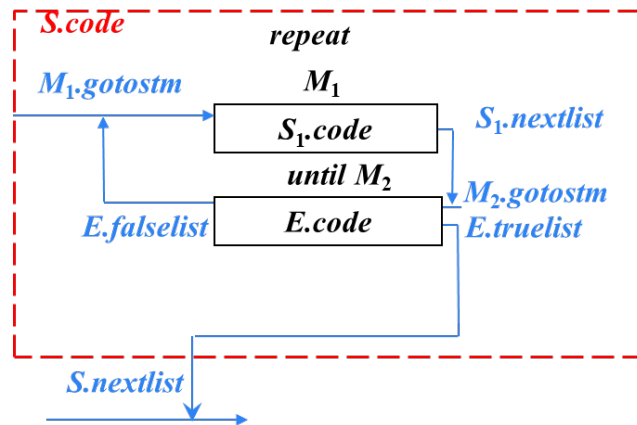 S.code
repeat
M₁.gotostm
M₁
S₁.code
S₁.nextlist
until M₂
M₂.gotostm
E.falselist
E.code
E.truelist
S.nextlist